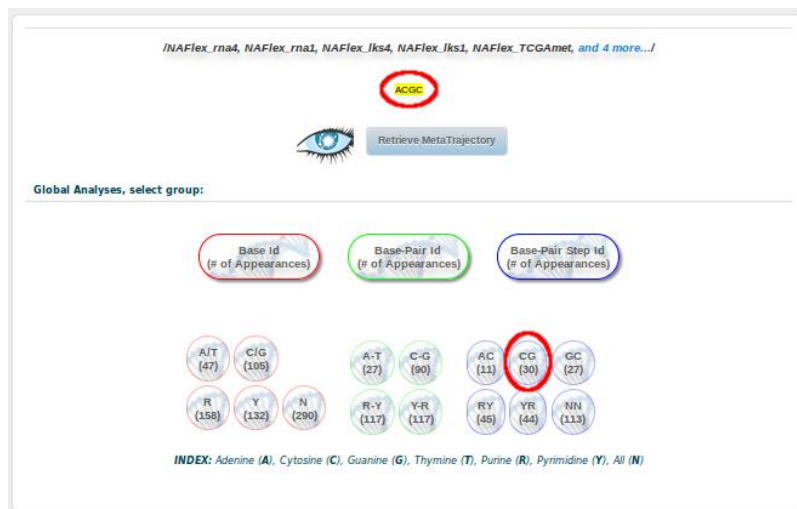 /NAFlex_rna4, NAFlex_rna1, NAFlex_lks4, NAFlex_lks1, NAFlex_TCGAmet, and 4 more.../
ACGC
Retrieve MetaTrajectory
Global Analyses, select group:
Base Id
(# of Appearances)
Base-Pair Id
(# of Appearances)
Base-Pair Step Id
(# of Appearances)
A/T
(47)
C/G
(105)
A-T
(27)
C-G
(90)
AC
(11)
CG
(30)
GC
(27)
R
(158)
Y
(132)
N
(290)
R-Y
(117)
Y-R
(117)
RY
(45)
YR
(44)
NN
(113)
INDEX: Adenine (A), Cytosine (C), Guanine (G), Thymine (T), Purine (R), Pyrimidine (Y), All (N)